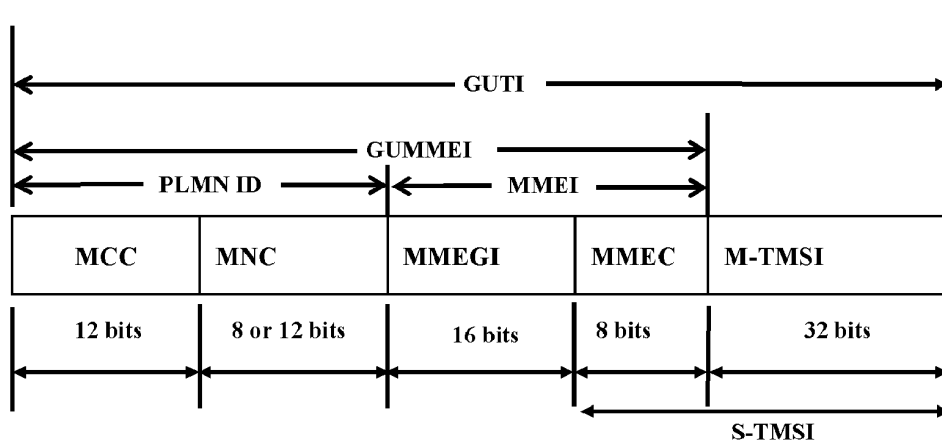 GUTI
GUMMEI
PLMN ID MMEI
MCC MNC MMEGI MMEC M-TMSI
12 bits 8 or 12 bits 16 bits 8 bits 32 bits
S-TMSI